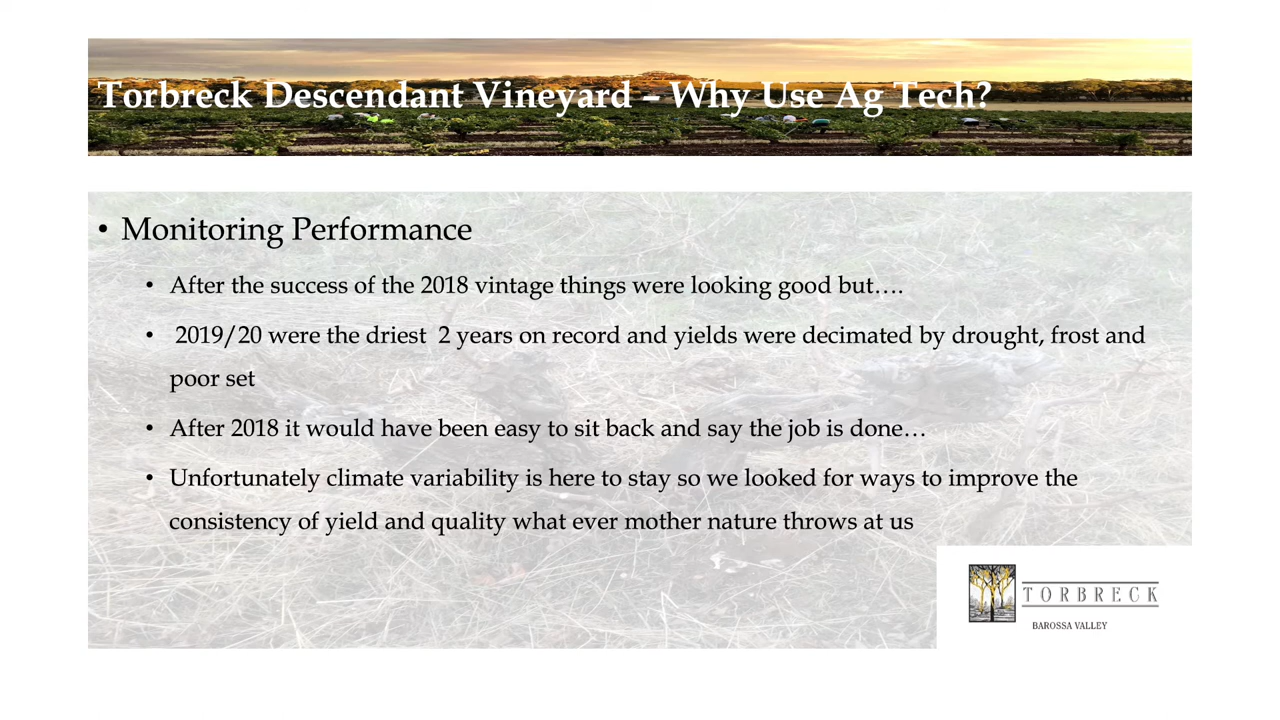 Torbreck Descendant Vineyard – Why Use Ag Tech?
• Monitoring Performance
• After the success of the 2018 vintage things were looking good but….
• 2019/20 were the driest  2 years on record and yields were decimated by drought, frost and
poor set
• After 2018 it would have been easy to sit back and say the job is done…
• Unfortunately climate variability is here to stay so we looked for ways to improve the
consistency of yield and quality what ever mother nature throws at us
TORBRECK
BAROSSA VALLEY